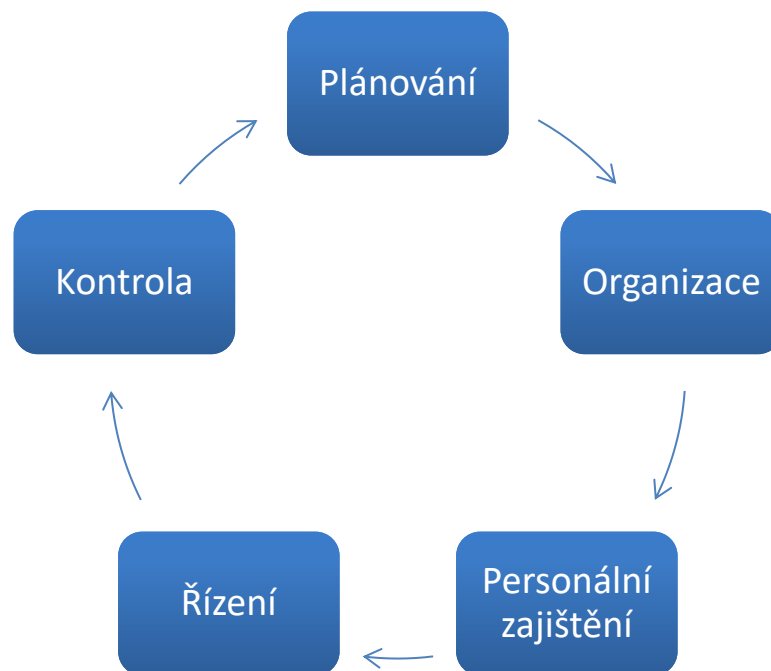 Plánování
Organizace
Personální
zajištění
Řízení
Kontrola